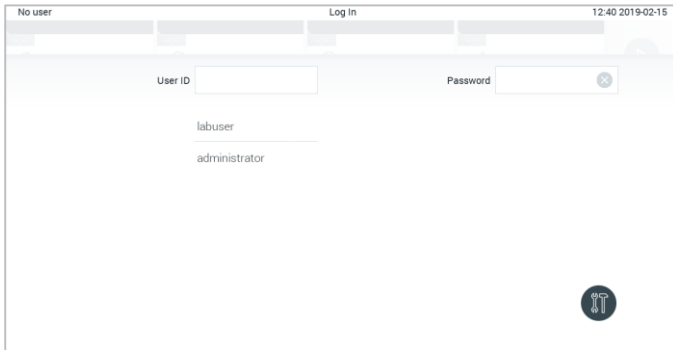 No user Log In 12:40 2019-02-15
User ID Password
labuser
administrator